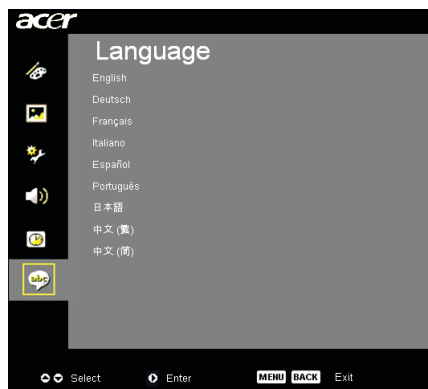 acer
Language
English
Deutsch
Français
Italiano
Español
Português
日本語
中文 (繁)
中文 (简)
abc
Select Enter MENU BACK Exit